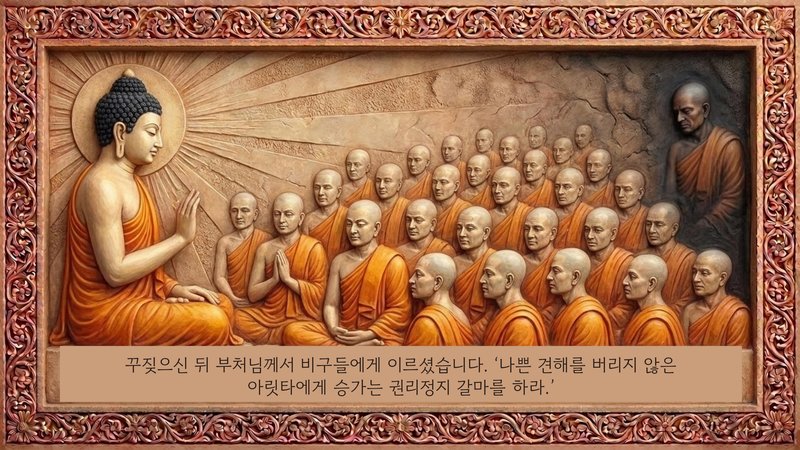 꾸짖으신 뒤 부처님께서 비구들에게 이르셨습니다. ‘나쁜 견해를 버리지 않은
아릿타에게 승가는 권리정지 갈마를 하라.’